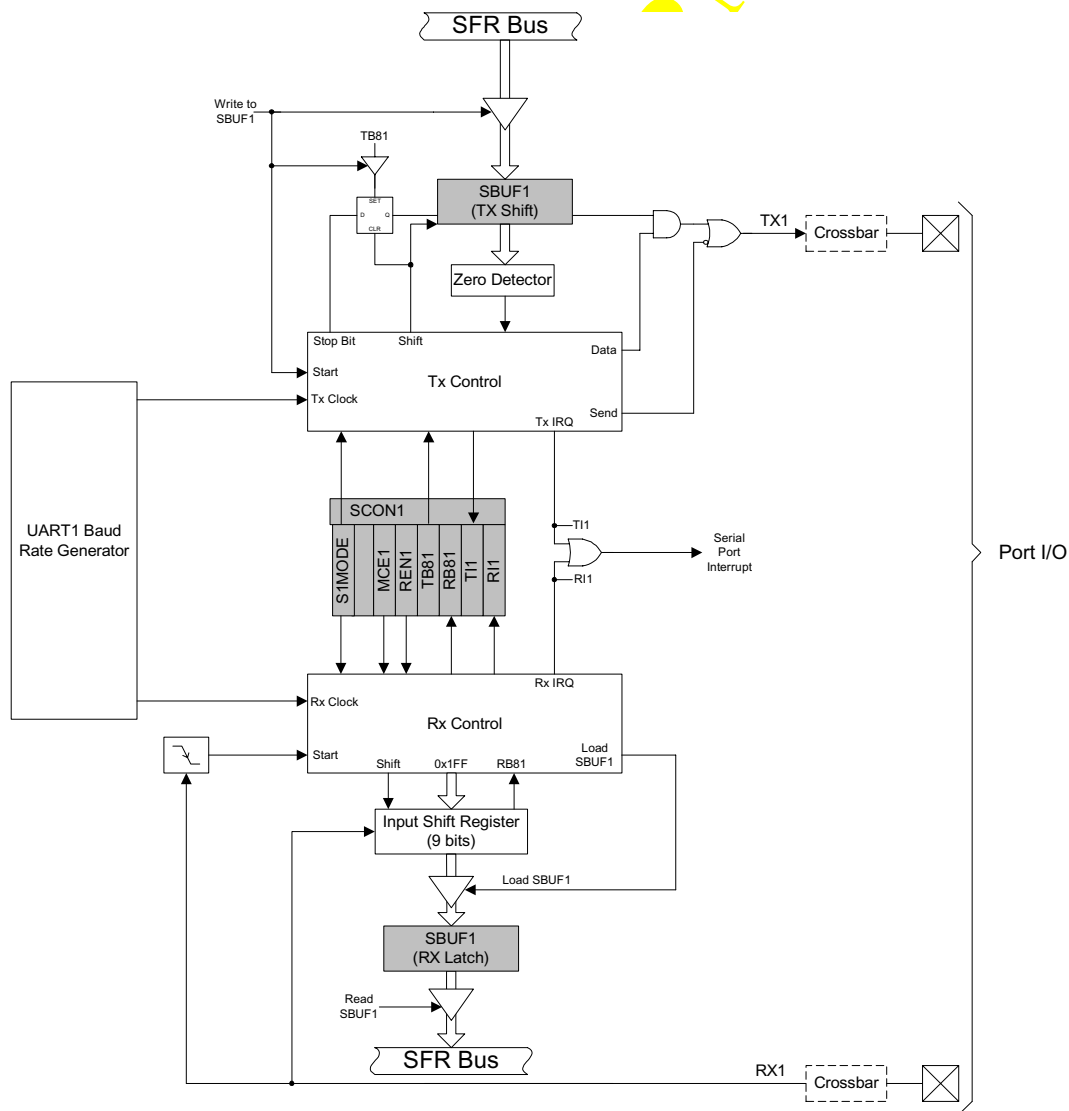 SFR Bus
Write to
SBUF1
TB81
SET
D
Q
CLR
SBUF1
(TX Shift)
TX1
Crossbar
Zero Detector
Stop Bit
Shift
Data
Start
Tx Control
Tx Clock
Send
Tx IRQ
UART1 Baud
Rate Generator
SCON1
S1MODE
MCE1
REN1
TB81
RB81
TI1
RI1
TI1
RI1
Serial
Port
Interrupt
Port I/O
Rx IRQ
Rx Clock
Rx Control
Start
Load
SBUF1
Shift
0x1FF
RB81
Input Shift Register
(9 bits)
Load SBUF1
SBUF1
(RX Latch)
Read
SBUF1
SFR Bus
RX1
Crossbar